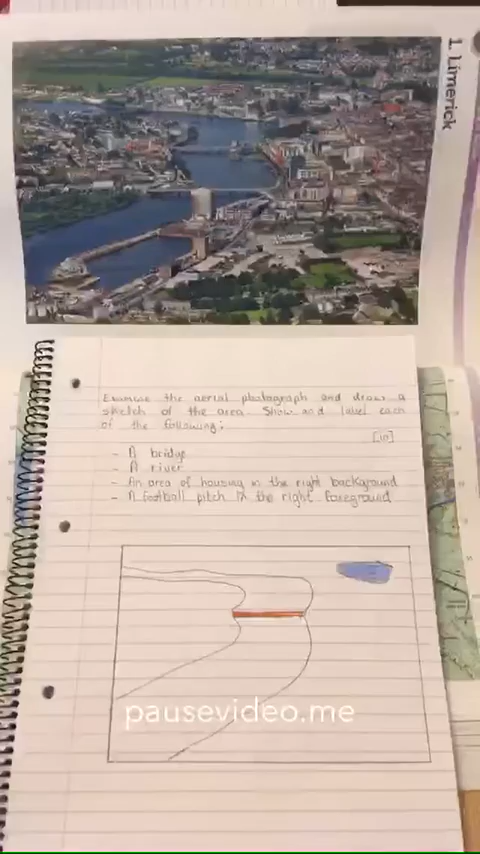 1. Limerick
Examine the aerial photograph and draw a
sketch of the area. Show and label each
of the following:
[10]
- A bridge
- A river
- An area of housing in the right background
- A football pitch in the right foreground
pausevideo.me